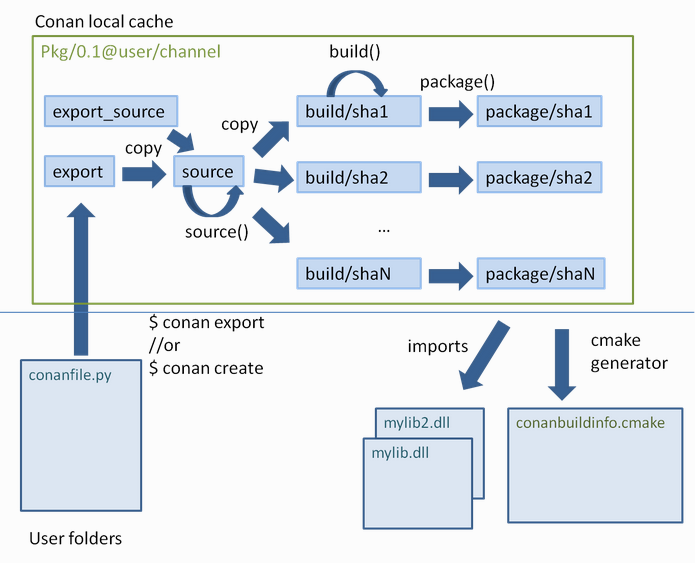 Conan local cache
Pkg/0.1@user/channel
build()
package()
export_source
copy
build/sha1
package/sha1
copy
export
source
build/sha2
package/sha2
source()
...
build/shaN
package/shaN
$ conan export
//or
$ conan create
imports
cmake
generator
conanfile.py
mylib2.dll
mylib.dll
conanbuildinfo.cmake
User folders